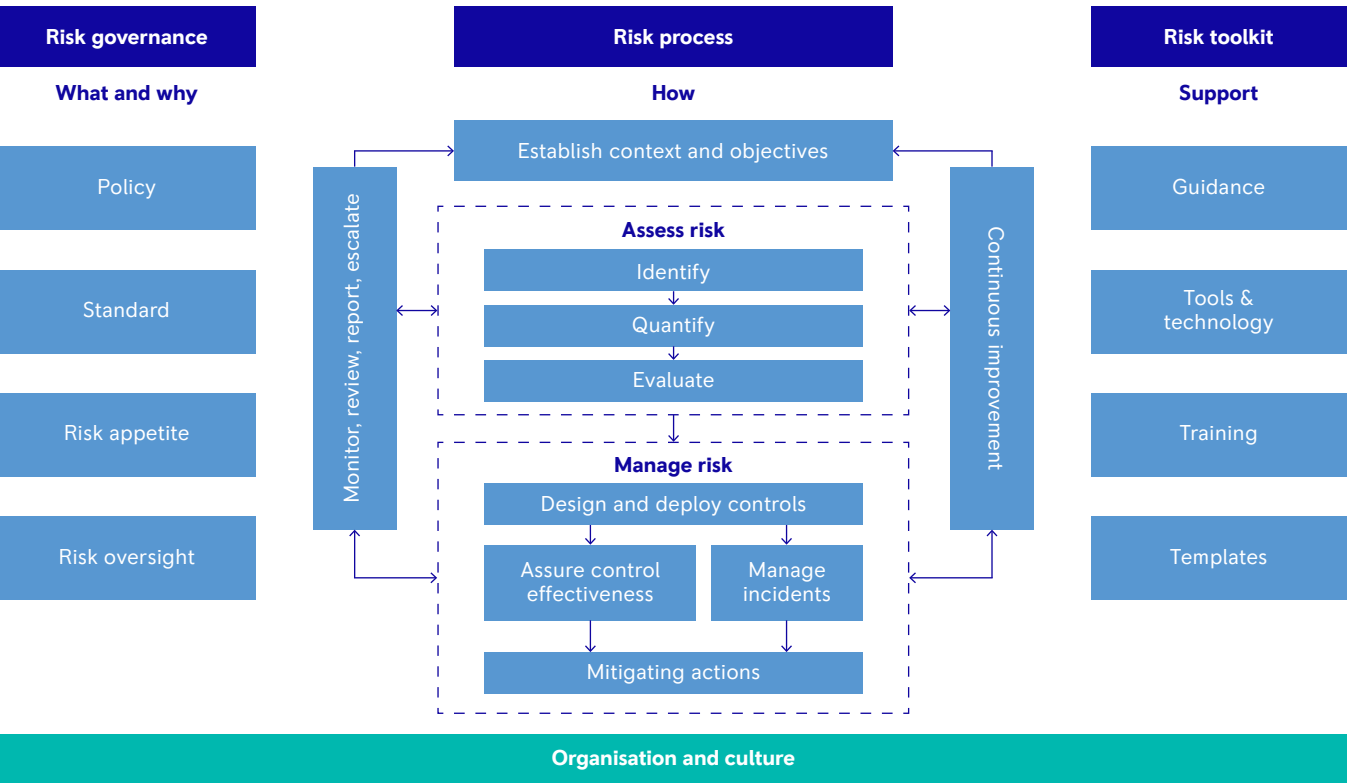 Risk governance
What and why
Policy
Standard
Risk appetite
Risk oversight
Risk process
How
Establish context and objectives
Monitor, review, report, escalate
Assess risk
Identify
Quantify
Evaluate
Manage risk
Design and deploy controls
Assure control
effectiveness
Manage
incidents
Mitigating actions
Continuous improvement
Risk toolkit
Support
Guidance
Tools &
technology
Training
Templates
Organisation and culture